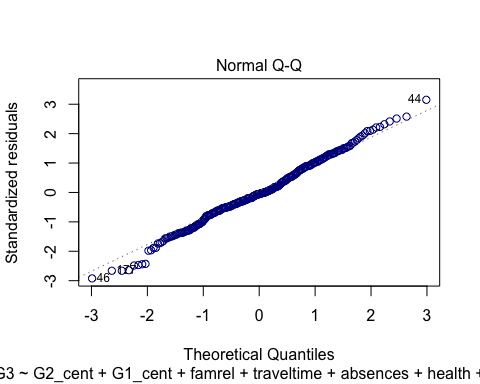 Normal Q-Q
Standardized residuals
3
2
1
0
-1
-2
-3
44
46
-3 -2 -1 0 1 2 3
Theoretical Quantiles
G3 ~ G2_cent + G1_cent + famrel + traveltime + absences + health +